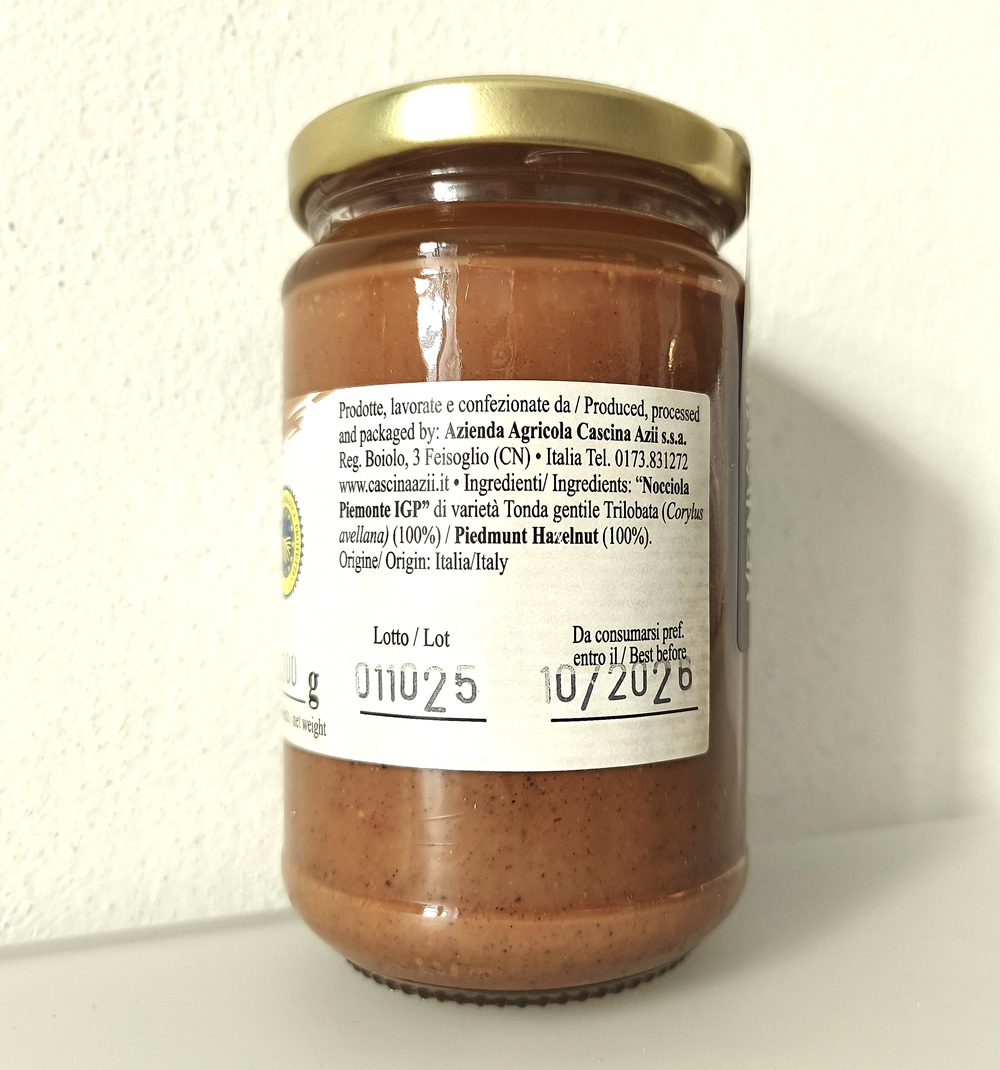 Prodotte, lavorate e confezionate da / Produced, processed
and packaged by: Azienda Agricola Cascina Azii s.s.a.
Reg. Boiolo, 3 Feisoglio (CN) • Italia Tel. 0173.831272
www.cascinaazii.it • Ingredienti/ Ingredients: “Nocciola
Piemonte IGP” di varietà Tonda gentile Trilobata (Corylus
avellana) (100%) / Piedmunt Hazelnut (100%).
Origine/ Origin: Italia/Italy
Lotto / Lot
011025
Da consumarsi pref.
entro il / Best before
10/2026
g
net weight